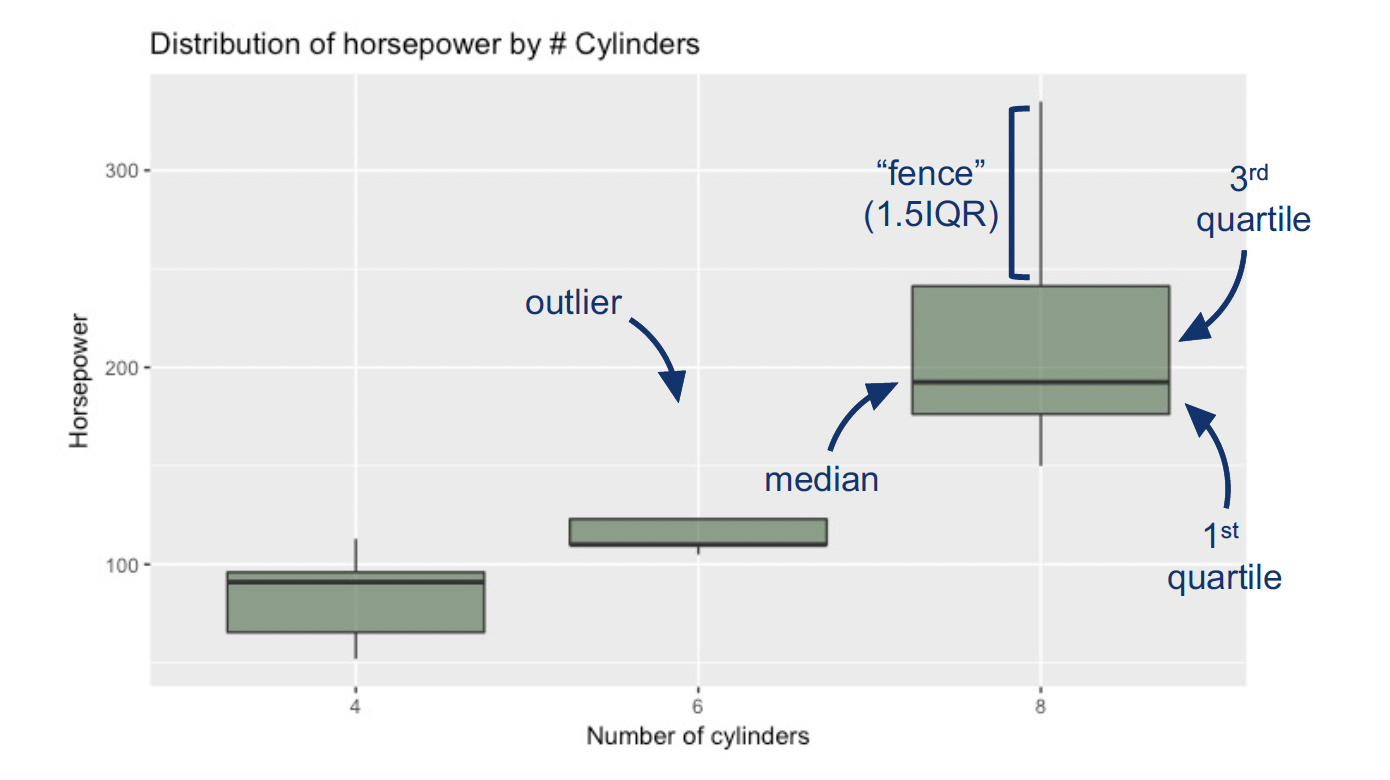 Distribution of horsepower by # Cylinders
300
200
100
Horsepower
“fence”
(1.5IQR)
3rd
quartile
outlier
median
1st
quartile
4
6
8
Number of cylinders